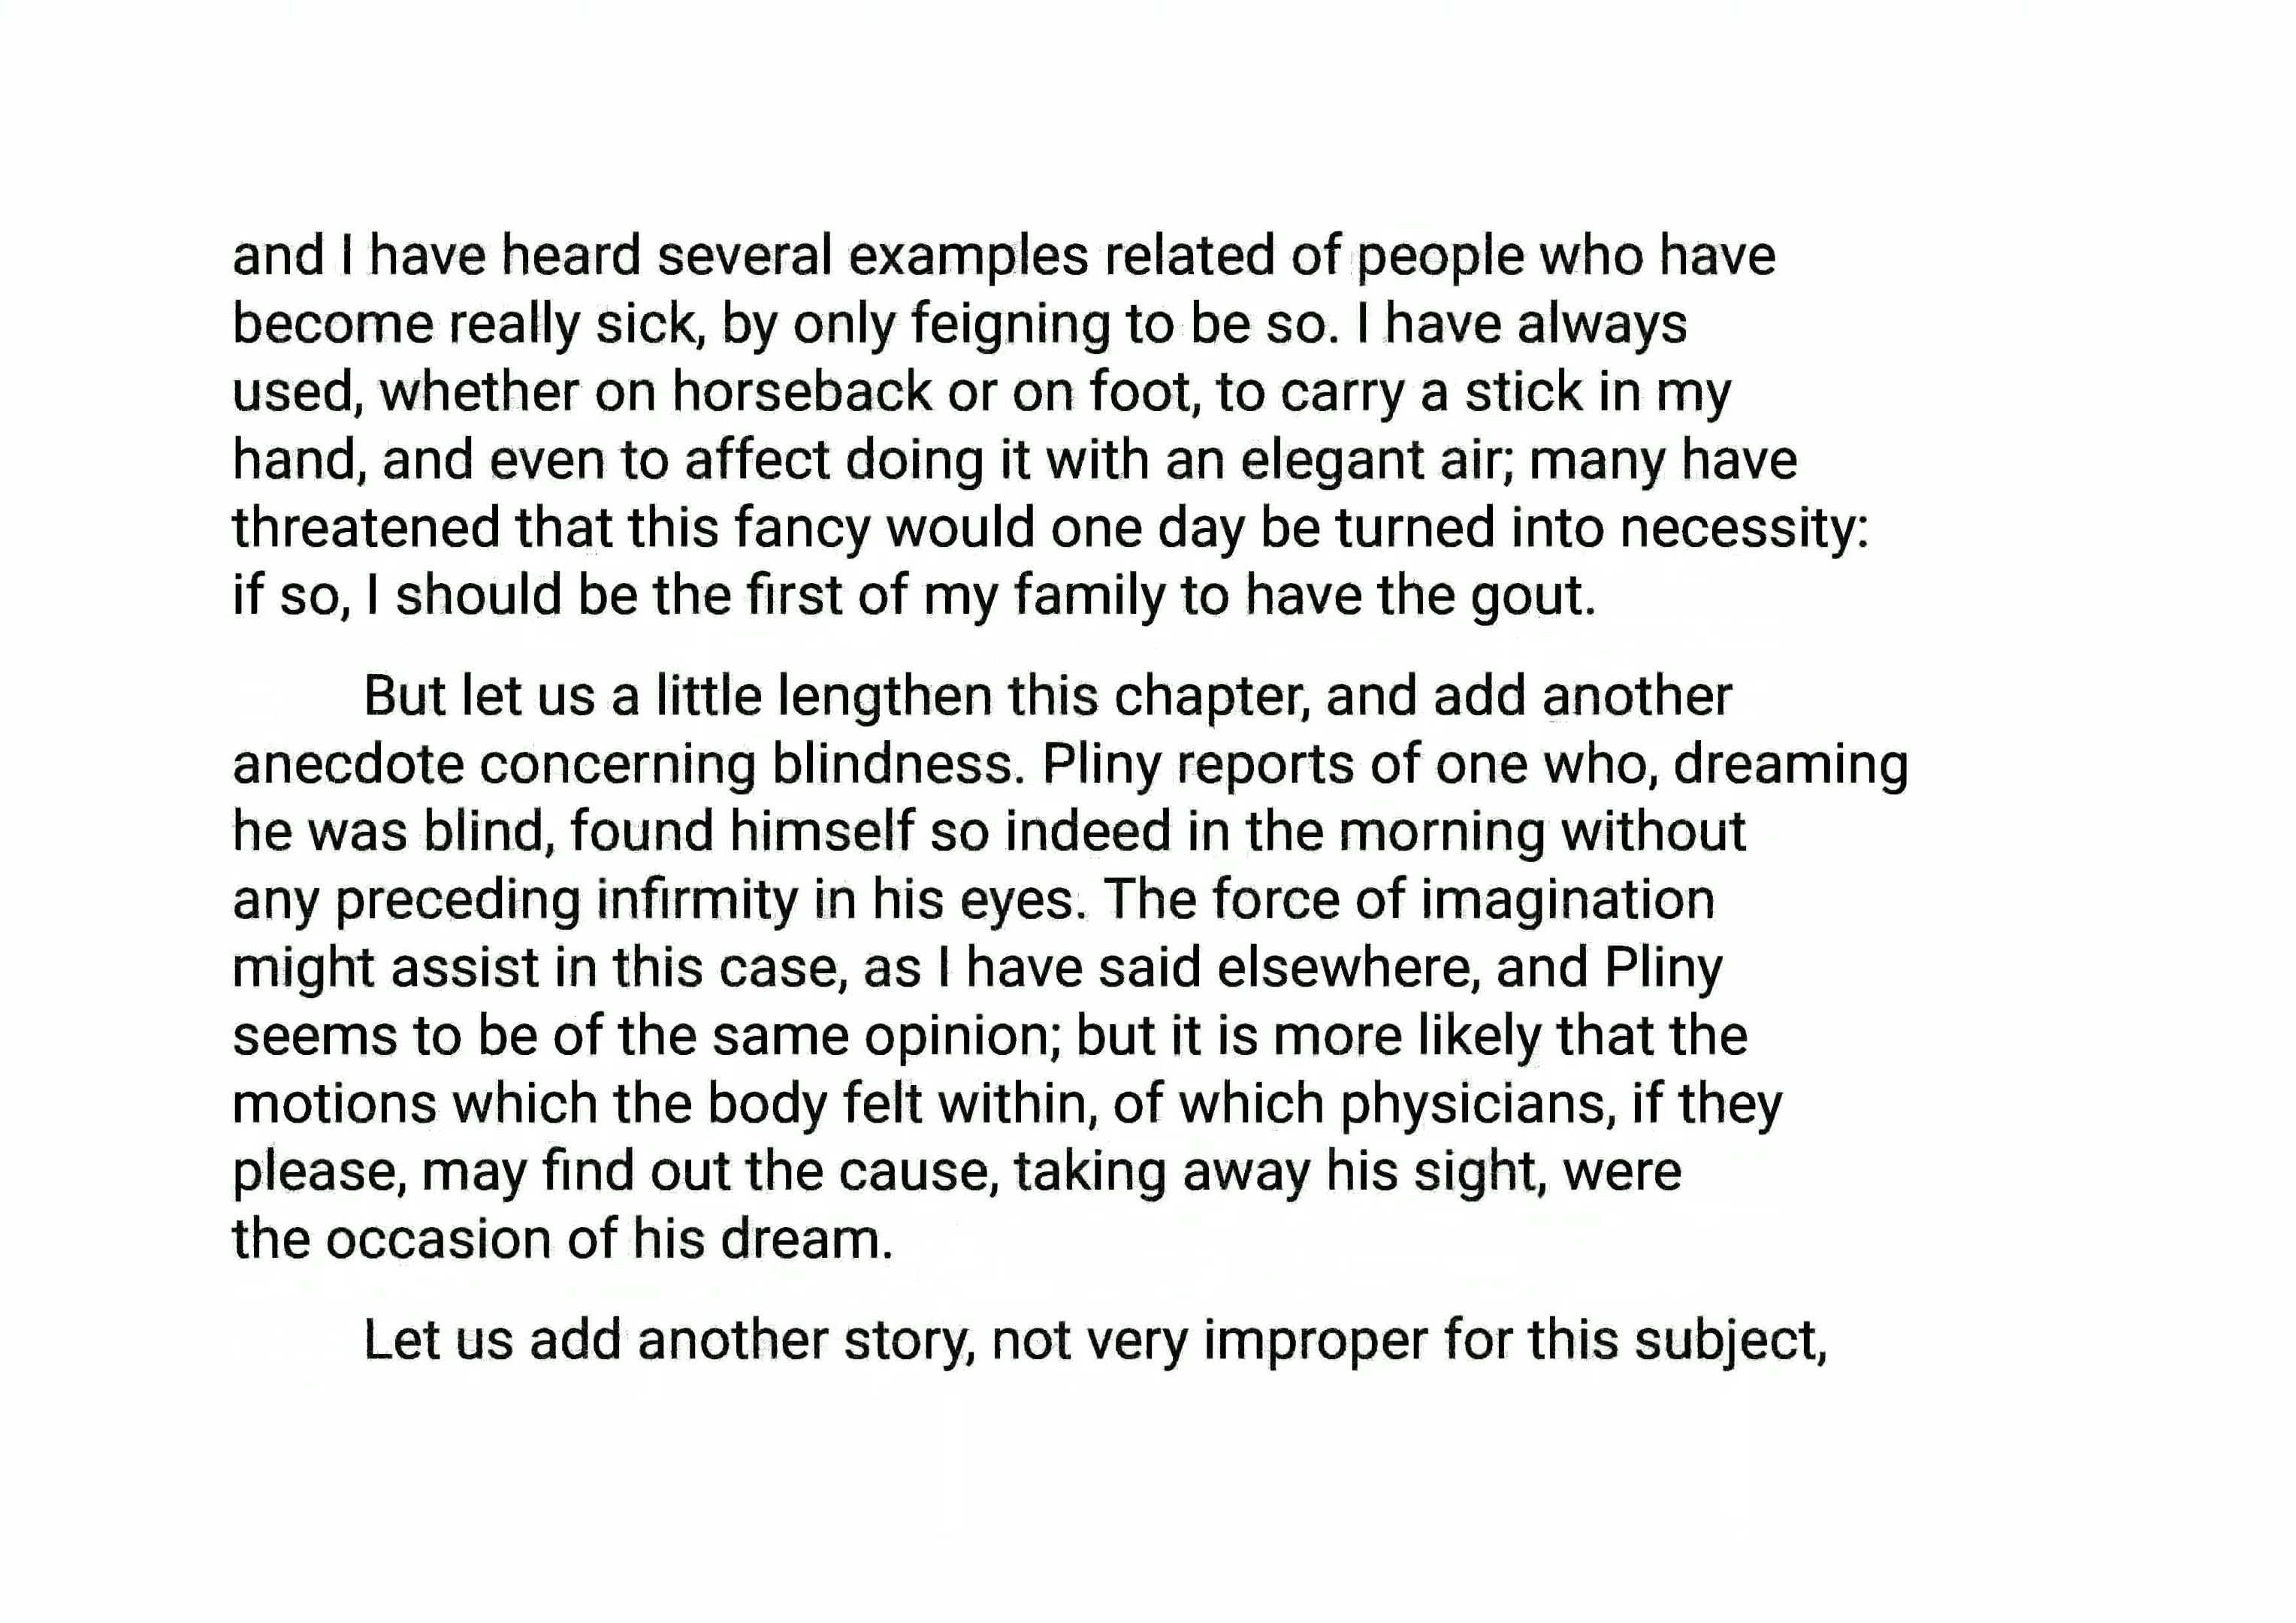 and I have heard several examples related of people who have
become really sick, by only feigning to be so. I have always
used, whether on horseback or on foot, to carry a stick in my
hand, and even to affect doing it with an elegant air; many have
threatened that this fancy would one day be turned into necessity:
if so, I should be the first of my family to have the gout.
But let us a little lengthen this chapter, and add another
anecdote concerning blindness. Pliny reports of one who, dreaming
he was blind, found himself so indeed in the morning without
any preceding infirmity in his eyes. The force of imagination
might assist in this case, as I have said elsewhere, and Pliny
seems to be of the same opinion; but it is more likely that the
motions which the body felt within, of which physicians, if they
please, may find out the cause, taking away his sight, were
the occasion of his dream.
Let us add another story, not very improper for this subject,